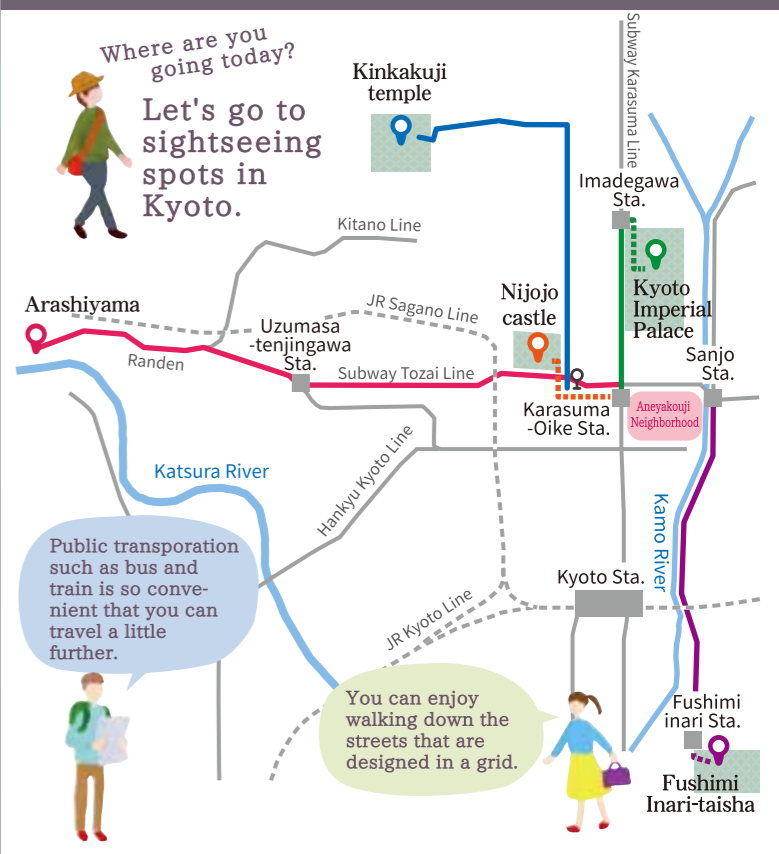 Where are you
going today?
Let's go to
sightseeing
spots in
Kyoto.
Kinkakuji
temple
Subway Karasuma Line
Imadegawa
Sta.
Kitano Line
Kyoto
Imperial
Palace
Arashiyama
JR Sagano Line
Nijojo
castle
Uzumasa
-tenjingawa
Sta.
Randen
Subway Tozai Line
Sanjo
Sta.
Karasuma
-Oike Sta.
Aneyakouji
Neighborhood
Katsura River
Hankyu Kyoto Line
Kamo River
Public transporation
such as bus and
train is so conve-
nient that you can
travel a little
further.
Kyoto Sta.
JR Kyoto Line
You can enjoy
walking down the
streets that are
designed in a grid.
Fushimi
inari Sta.
Fushimi
Inari-taisha